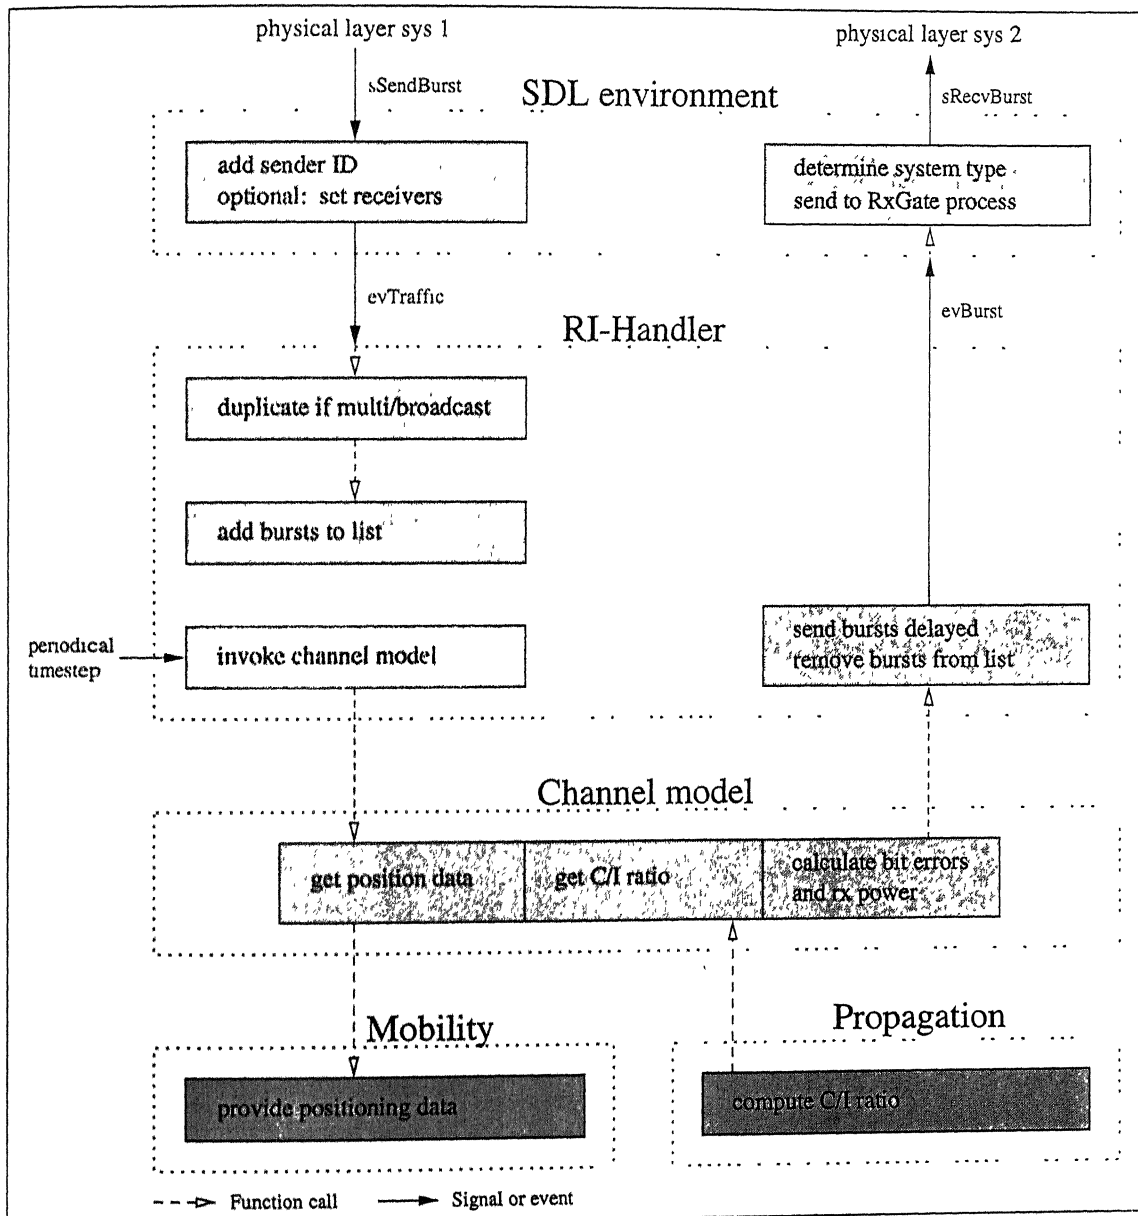 physical layer sys 1
physical layer sys 2
sSendBurst
SDL environment
sRecvBurst
add sender ID
optional: set receivers
determine system type
send to RxGate process
evTraffic
RI-Handler
evBurst
duplicate if multi/broadcast
add bursts to list
periodical
timestep
invoke channel model
send bursts delayed
remove bursts from list
Channel model
get position data
get C/I ratio
calculate bit errors
and rx power
Mobility
Propagation
provide positioning data
compute C/I ratio
Function call
Signal or event